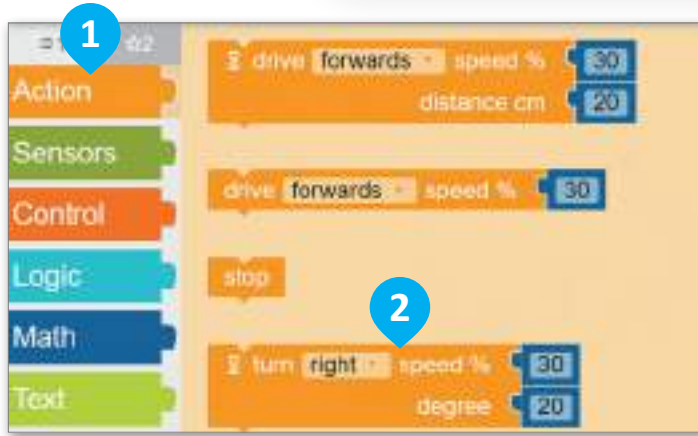 1
2
Action
Sensors
Control
Logic
Math
Text
drive forwards speed % 30
distance cm 20
drive forwards speed % 30
stop
2
turn right speed % 30
degree 20